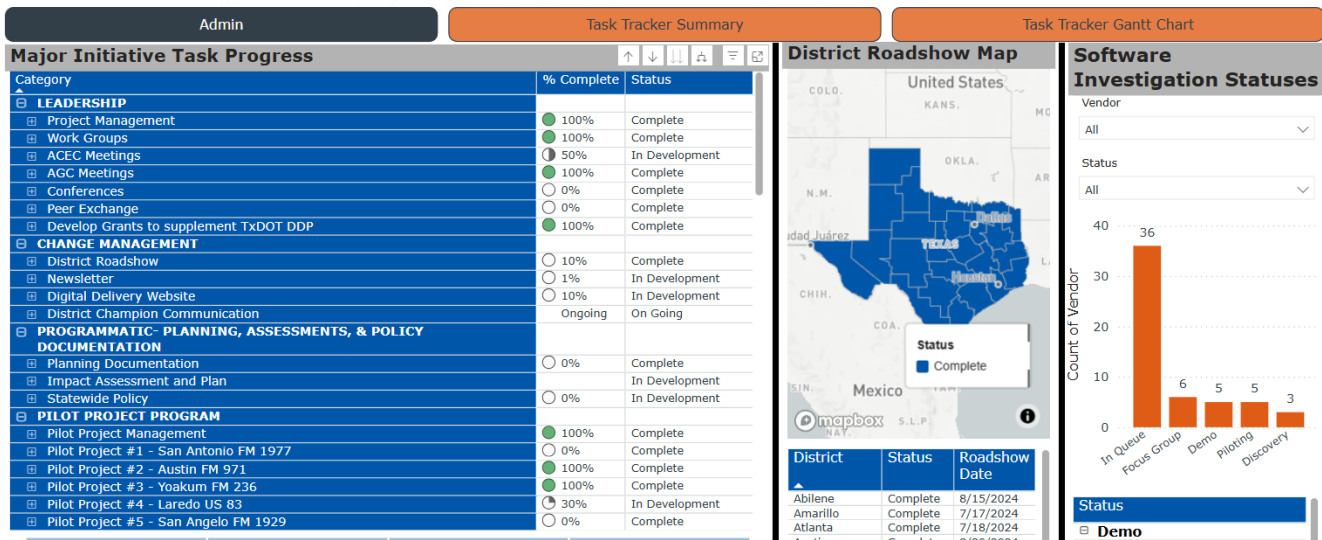 Admin
Task Tracker Summary
Task Tracker Gantt Chart
Major Initiative Task Progress
Category % Complete Status
LEADERSHIP
Project Management 100% Complete
Work Groups 100% Complete
ACEC Meetings 50% In Development
AGC Meetings 100% Complete
Conferences 0% Complete
Peer Exchange 0% Complete
Develop Grants to supplement TxDOT DDP 100% Complete
CHANGE MANAGEMENT
District Roadshow 10% Complete
Newsletter 1% In Development
Digital Delivery Website 10% In Development
District Champion Communication Ongoing On Going
PROGRAMMATIC- PLANNING, ASSESSMENTS, & POLICY
DOCUMENTATION
Planning Documentation 0% Complete
Impact Assessment and Plan In Development
Statewide Policy 0% In Development
PILOT PROJECT PROGRAM
Pilot Project Management 100% Complete
Pilot Project #1 - San Antonio FM 1977 0% Complete
Pilot Project #2 - Austin FM 971 100% Complete
Pilot Project #3 - Yoakum FM 236 100% Complete
Pilot Project #4 - Laredo US 83 30% In Development
Pilot Project #5 - San Angelo FM 1929 0% Complete
District Roadshow Map
United States
COLO.
KANS.
MO
OKLA.
AR
N.M.
Dallas
udad Juárez
TEXAS
L
Houston
CHIH.
COA.
Status
Complete
SIN.
Mexico
TAM.
mapbox
S.L.P.
NAY.
District Status Roadshow
Date
Abilene Complete 8/15/2024
Amarillo Complete 7/17/2024
Atlanta Complete 7/18/2024
Software
Investigation Statuses
Vendor
All
Status
All
Count of Vendor
40
30
20
10
0
36
6
5
5
3
In Queue
Focus Group
Demo
Piloting
Discovery
Status
Demo